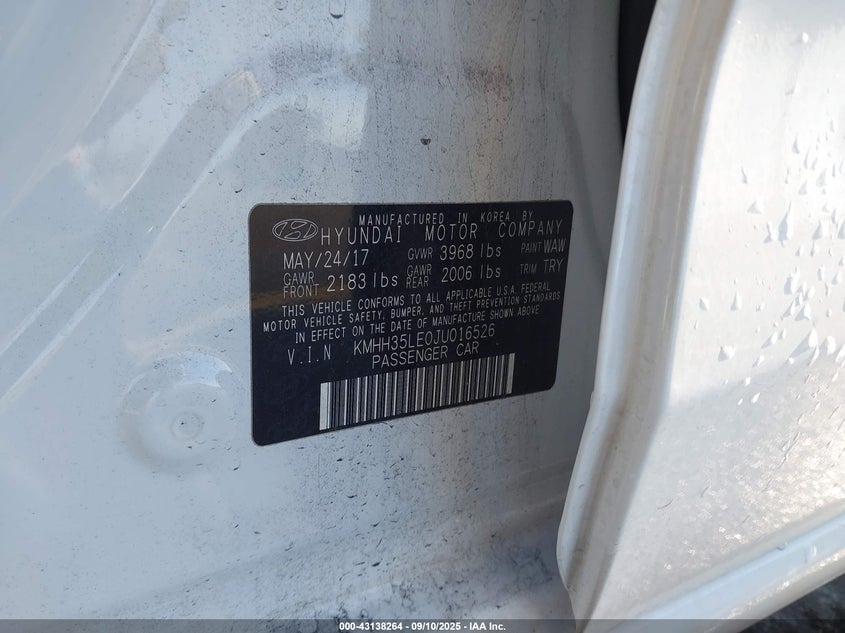 MANUFACTURED IN KOREA BY
HYUNDAI MOTOR COMPANY
MAY/24/17 GVWR 3968 lbs PAINT WAW
GAWR FRONT 2183 lbs GAWR REAR 2006 lbs TRIM TRY
THIS VEHICLE CONFORMS TO ALL APPLICABLE U.S.A. FEDERAL
MOTOR VEHICLE SAFETY, BUMPER, AND THEFT PREVENTION STANDARDS
IN EFFECT ON THE DATE OF MANUFACTURE SHOWN ABOVE
V.I.N KMHH35LE0JU016526
PASSENGER CAR
000-43138264 - 09/10/2025 - IAA Inc.